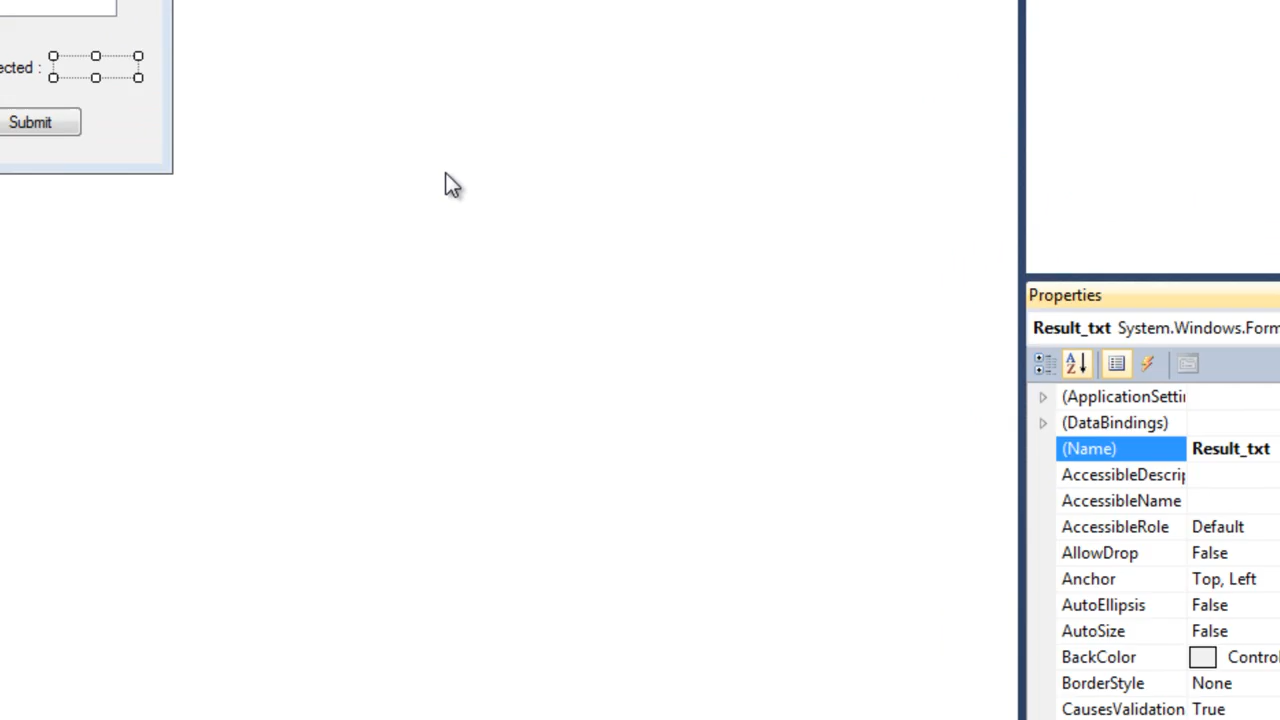 ected :
Submit
Properties
Result_txt System.Windows.Form
A
Z
(ApplicationSetti
(DataBindings)
(Name) Result_txt
AccessibleDescrip
AccessibleName
AccessibleRole Default
AllowDrop False
Anchor Top, Left
AutoEllipsis False
AutoSize False
BackColor Control
BorderStyle None
CausesValidation True